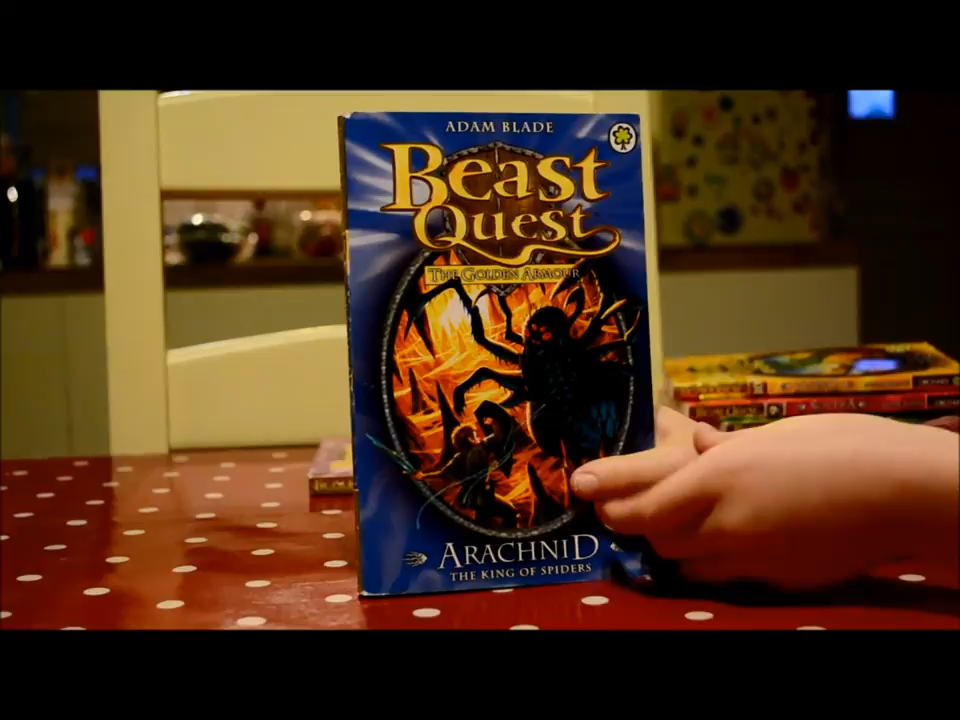 ADAM BLADE
BEAST
QUEST
THE GOLDEN ARMOUR
ARACHNID
THE KING OF SPIDERS